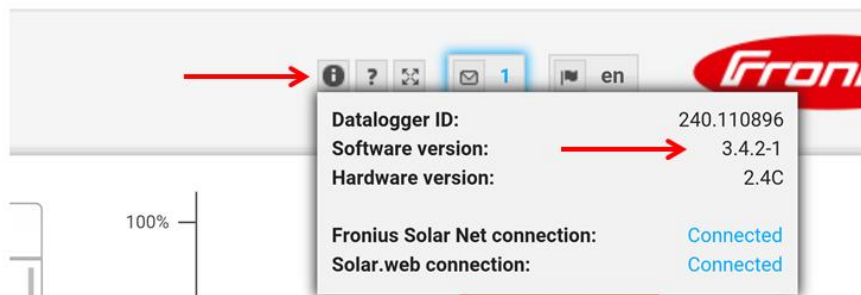 ? 1 en
Datalogger ID: 240.110896
Software version: 3.4.2-1
Hardware version: 2.4C
100%
Fronius Solar Net connection: Connected
Solar.web connection: Connected